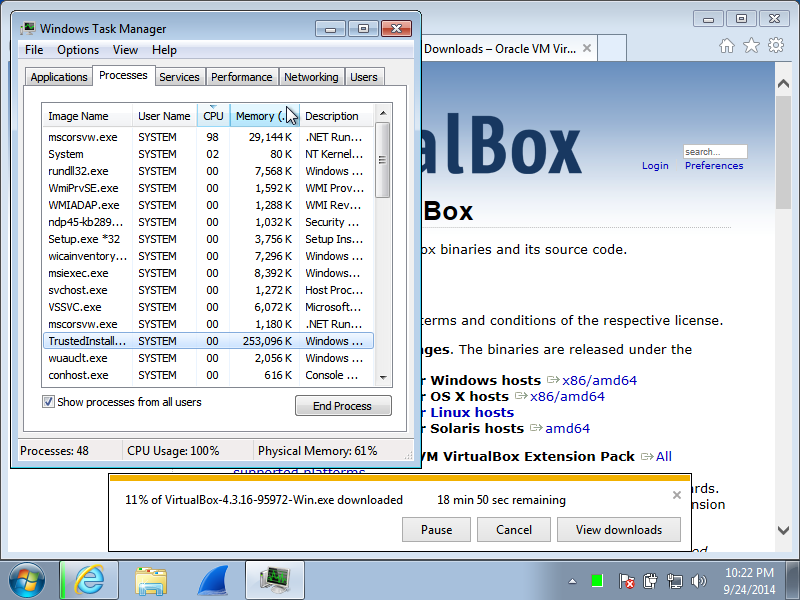 Windows Task Manager
File Options View Help
Applications Processes Services Performance Networking Users
Image Name User Name CPU Memory (... Description
mscorsvw.exe SYSTEM 98 29,144 K .NET Run...
System SYSTEM 02 80 K NT Kernel...
rundll32.exe SYSTEM 00 7,568 K Windows ...
WmiPrvSE.exe SYSTEM 00 1,592 K WMI Prov...
WMIADAP.exe SYSTEM 00 1,288 K WMI Rev...
ndp45-kb289... SYSTEM 00 1,032 K Security ...
Setup.exe *32 SYSTEM 00 3,756 K Setup Ins...
wicainventory... SYSTEM 00 7,296 K Windows ...
msiexec.exe SYSTEM 00 8,392 K Windows...
svchost.exe SYSTEM 00 1,272 K Host Proc...
VSSVC.exe SYSTEM 00 6,072 K Microsoft...
mscorsvw.exe SYSTEM 00 1,180 K .NET Run...
TrustedInstall... SYSTEM 00 253,096 K Windows ...
wuauclt.exe SYSTEM 00 2,056 K Windows ...
conhost.exe SYSTEM 00 616 K Console ...
Show processes from all users End Process
Processes: 48 CPU Usage: 100% Physical Memory: 61%
Downloads – Oracle VM Vir...
alBox
search...
Login Preferences
Box
ox binaries and its source code.
terms and conditions of the respective license.
ges. The binaries are released under the
r Windows hosts x86/amd64
r OS X hosts x86/amd64
r Linux hosts
r Solaris hosts amd64
VM VirtualBox Extension Pack All
supported platforms
rds.
nsion
11% of VirtualBox-4.3.16-95972-Win.exe downloaded 18 min 50 sec remaining
Pause Cancel View downloads
10:22 PM
9/24/2014